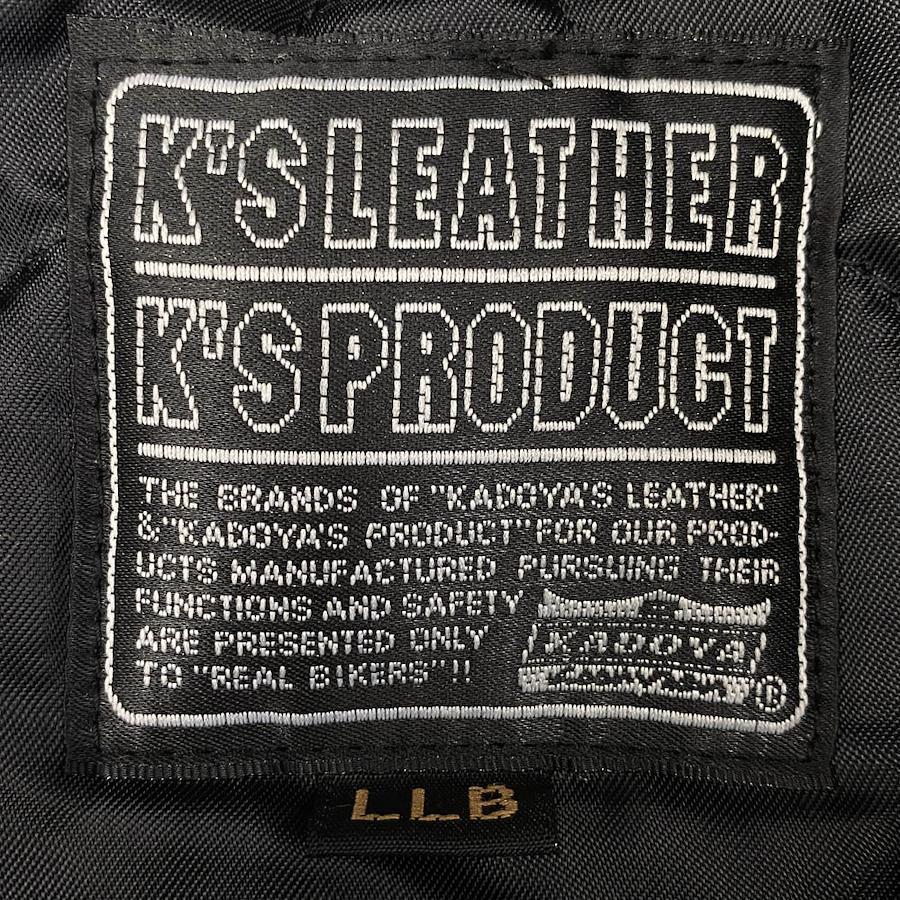 K'S LEATHER
K'S PRODUCT
THE BRANDS OF "KADOYA'S LEATHER"
&"KADOYA'S PRODUCT" FOR OUR PROD-
UCTS MANUFACTURED PURSUING THEIR
FUNCTIONS AND SAFETY
ARE PRESENTED ONLY
TO "REAL BIKERS"!!
KADOYA
©
LLB